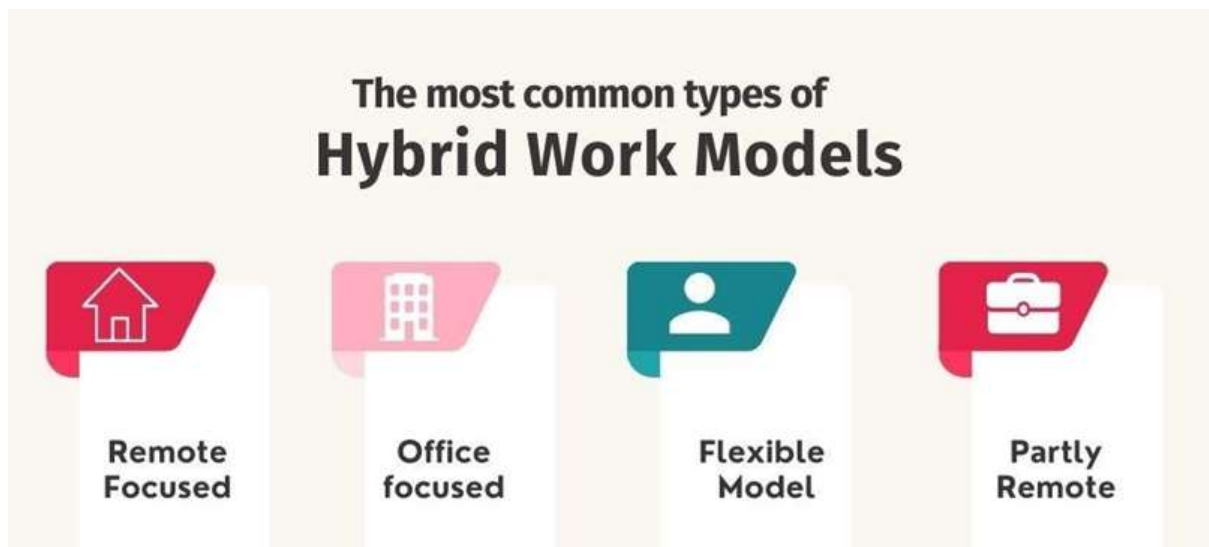 The most common types of
Hybrid Work Models
Remote
Focused
Office
focused
Flexible
Model
Partly
Remote